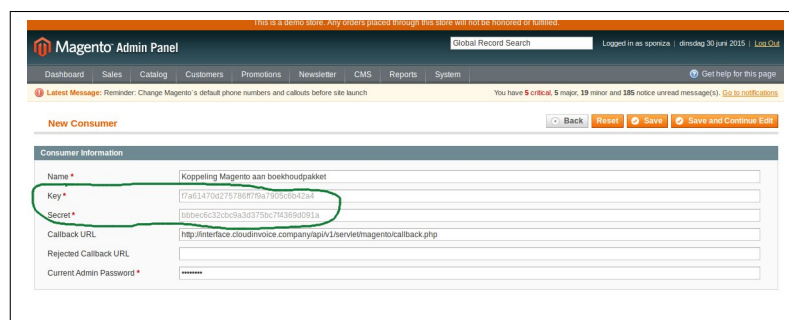 This is a demo store. Any orders placed through this store will not be honored or fulfilled.
Magento® Admin Panel
Global Record Search
Logged in as sponiza | dinsdag 30 juni 2015 | Log Out
Dashboard Sales Catalog Customers Promotions Newsletter CMS Reports System
Get help for this page
Latest Message: Reminder: Change Magento`s default phone numbers and callouts before site launch
You have 5 critical, 5 major, 19 minor and 185 notice unread message(s). Go to notifications
New Consumer
Back Reset Save Save and Continue Edit
Consumer Information
Name * Koppeling Magento aan boekhoudpakket
Key *
Secret *
Callback URL http://interface.cloudinvoice.company/api/v1/servlet/magento/callback.php
Rejected Callback URL
Current Admin Password * ••••••••